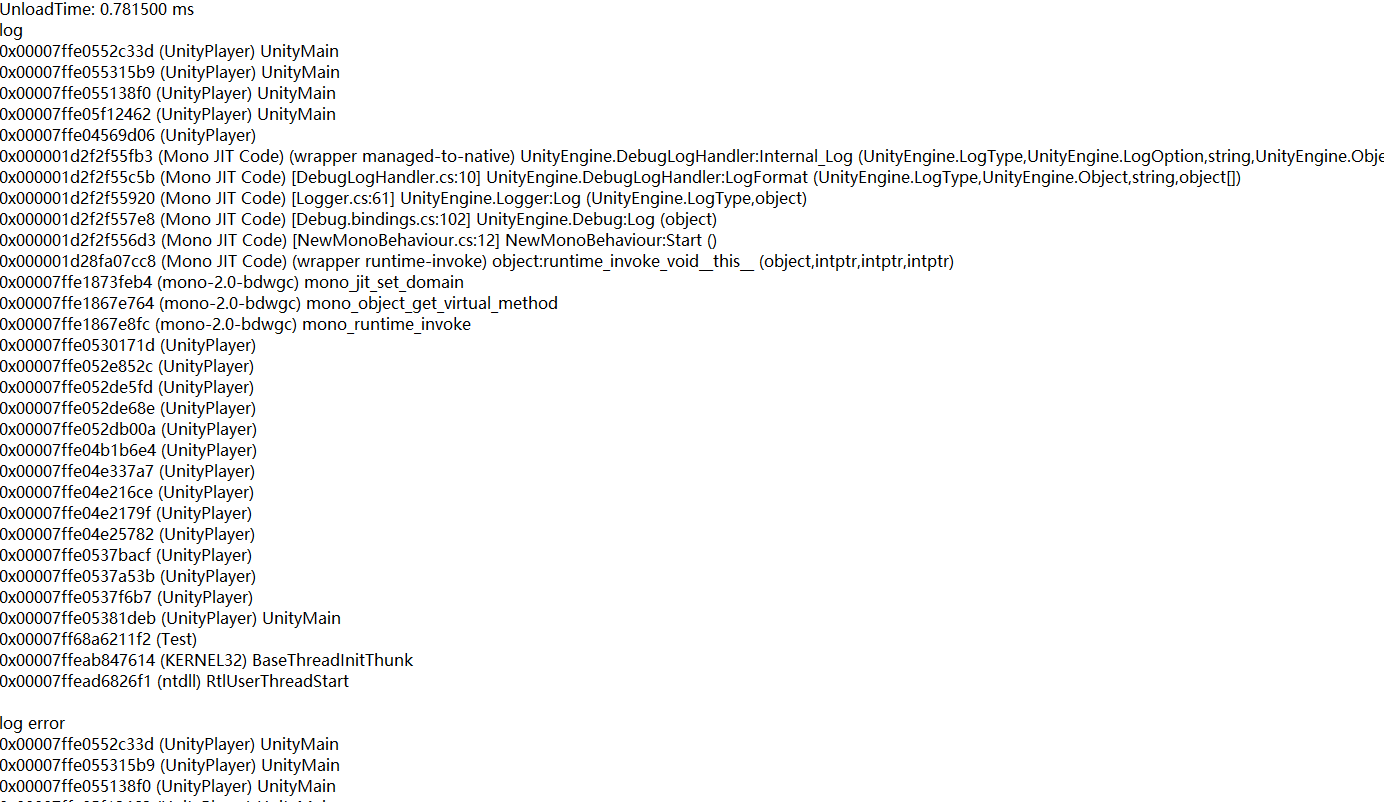 UnloadTime: 0.781500 ms
log
0x00007ffe0552c33d (UnityPlayer) UnityMain
0x00007ffe055315b9 (UnityPlayer) UnityMain
0x00007ffe055138f0 (UnityPlayer) UnityMain
0x00007ffe05f12462 (UnityPlayer) UnityMain
0x00007ffe04569d06 (UnityPlayer)
0x000001d2f2f55fb3 (Mono JIT Code) (wrapper managed-to-native) UnityEngine.DebugLogHandler:Internal_Log (UnityEngine.LogType,UnityEngine.LogOption,string,UnityEngine.Obje
0x000001d2f2f55c5b (Mono JIT Code) [DebugLogHandler.cs:10] UnityEngine.DebugLogHandler:LogFormat (UnityEngine.LogType,UnityEngine.Object,string,object[])
0x000001d2f2f55920 (Mono JIT Code) [Logger.cs:61] UnityEngine.Logger:Log (UnityEngine.LogType,object)
0x000001d2f2f557e8 (Mono JIT Code) [Debug.bindings.cs:102] UnityEngine.Debug:Log (object)
0x000001d2f2f556d3 (Mono JIT Code) [NewMonoBehaviour.cs:12] NewMonoBehaviour:Start ()
0x000001d28fa07cc8 (Mono JIT Code) (wrapper runtime-invoke) object:runtime_invoke_void__this__ (object,intptr,intptr,intptr)
0x00007ffe1873feb4 (mono-2.0-bdwgc) mono_jit_set_domain
0x00007ffe1867e764 (mono-2.0-bdwgc) mono_object_get_virtual_method
0x00007ffe1867e8fc (mono-2.0-bdwgc) mono_runtime_invoke
0x00007ffe0530171d (UnityPlayer)
0x00007ffe052e852c (UnityPlayer)
0x00007ffe052de5fd (UnityPlayer)
0x00007ffe052de68e (UnityPlayer)
0x00007ffe052db00a (UnityPlayer)
0x00007ffe04b1b6e4 (UnityPlayer)
0x00007ffe04e337a7 (UnityPlayer)
0x00007ffe04e216ce (UnityPlayer)
0x00007ffe04e2179f (UnityPlayer)
0x00007ffe04e25782 (UnityPlayer)
0x00007ffe0537bacf (UnityPlayer)
0x00007ffe0537a53b (UnityPlayer)
0x00007ffe0537f6b7 (UnityPlayer)
0x00007ffe05381deb (UnityPlayer) UnityMain
0x00007ff68a6211f2 (Test)
0x00007ffeab847614 (KERNEL32) BaseThreadInitThunk
0x00007ffead6826f1 (ntdll) RtlUserThreadStart
log error
0x00007ffe0552c33d (UnityPlayer) UnityMain
0x00007ffe055315b9 (UnityPlayer) UnityMain
0x00007ffe055138f0 (UnityPlayer) UnityMain